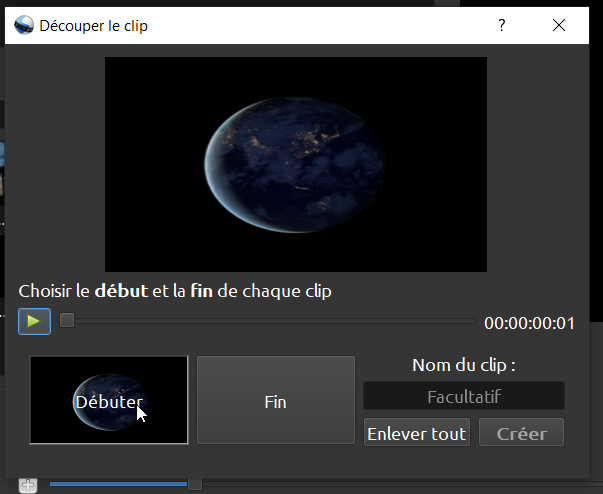 Découper le clip
Choisir le début et la fin de chaque clip
00:00:00:01
Débuter
Fin
Nom du clip :
Facultatif
Enlever tout
Créer